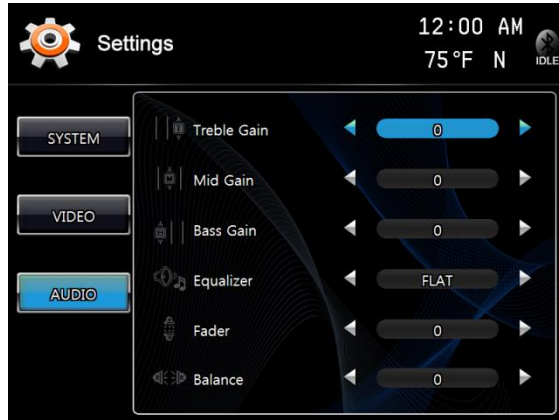 Settings
12:00 AM
75°F N
IDLE
SYSTEM
VIDEO
AUDIO
Treble Gain 0
Mid Gain 0
Bass Gain 0
Equalizer FLAT
Fader 0
Balance 0